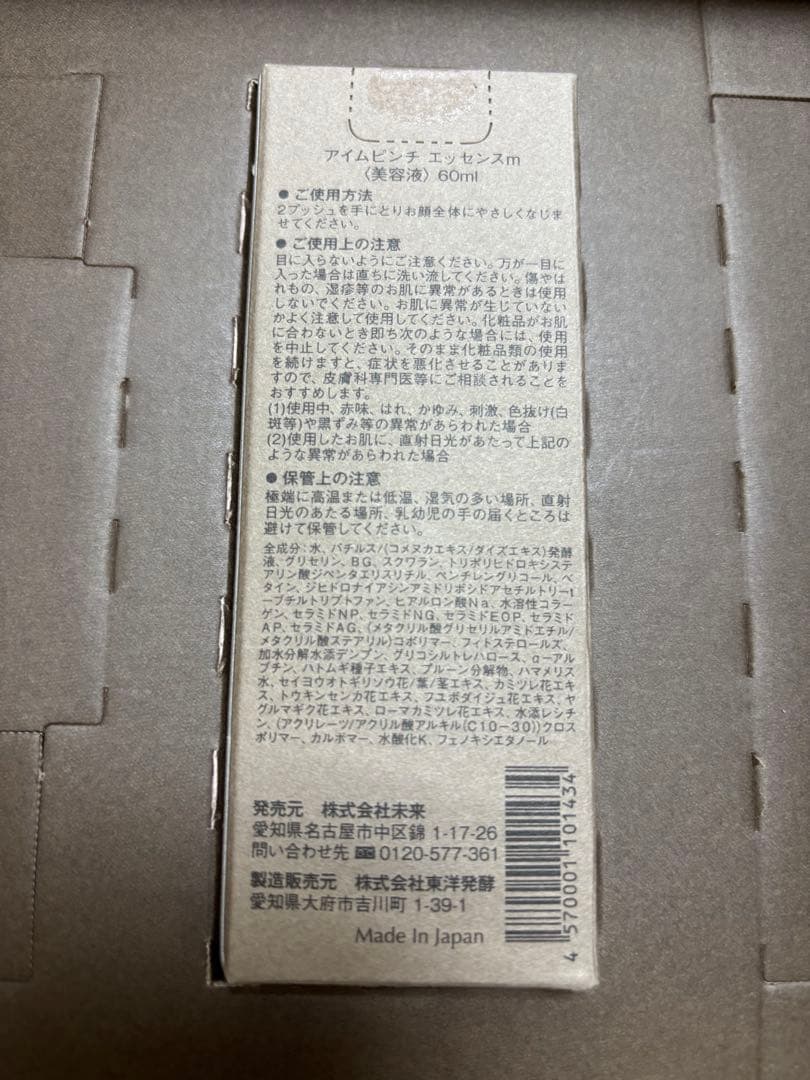 アイムピンチ エッセンスm
〈美容液〉60ml
● ご使用方法
2プッシュを手にとりお顔全体にやさしくなじま
せてください。
● ご使用上の注意
目に入らないようにご注意ください。万が一目に
入った場合は直ちに洗い流してください。傷やは
れもの、湿疹等のお肌に異常があるときは使用
しないでください。お肌に異常が生じていない
かよく注意して使用してください。化粧品がお肌
に合わないとき即ち次のような場合には、使用
を中止してください。そのまま化粧品類の使用
を続けますと、症状を悪化させることがありま
すので、皮膚科専門医等にご相談されることを
おすすめします。
(1)使用中、赤味、はれ、かゆみ、刺激、色抜け(白
斑等)や黒ずみ等の異常があらわれた場合
(2)使用したお肌に、直射日光があたって上記の
ような異常があらわれた場合
● 保管上の注意
極端に高温または低温、湿気の多い場所、直射
日光のあたる場所、乳幼児の手の届くところは
避けて保管してください。
全成分：水、バチルス/(コメヌカエキス/ダイズエキス)発酵
液、グリセリン、BG、スクワラン、トリポリヒドロキシステ
アリン酸ジペンタエリスリチル、ペンチレングリコール、ベ
タイン、ジヒドロナイアシンアミドリボシドアセチルトリーt
ーブチルトリプトファン、ヒアルロン酸Na、水溶性コラー
ゲン、セラミドNP、セラミドNG、セラミドEOP、セラミド
AP、セラミドAG、(メタクリル酸グリセリルアミドエチル/
メタクリル酸ステアリル)コポリマー、フィトステロールズ、
加水分解水添デンプン、グリコシルトレハロース、α－アル
ブチン、ハトムギ種子エキス、プルーン分解物、ハマメリス
水、セイヨウオトギリソウ花/葉/茎エキス、カミツレ花エキ
ス、トウキンセンカ花エキス、フユボダイジュ花エキス、ヤ
グルマギク花エキス、ローマカミツレ花エキス、水添レシチ
ン、(アクリレーツ/アクリル酸アルキル(C10－30))クロス
ポリマー、カルボマー、水酸化K、フェノキシエタノール
発売元　株式会社未来
愛知県名古屋市中区錦 1-17-26
問い合わせ先 0120-577-361
製造販売元　株式会社東洋発酵
愛知県大府市吉川町 1-39-1
Made In Japan
4 570001 101434